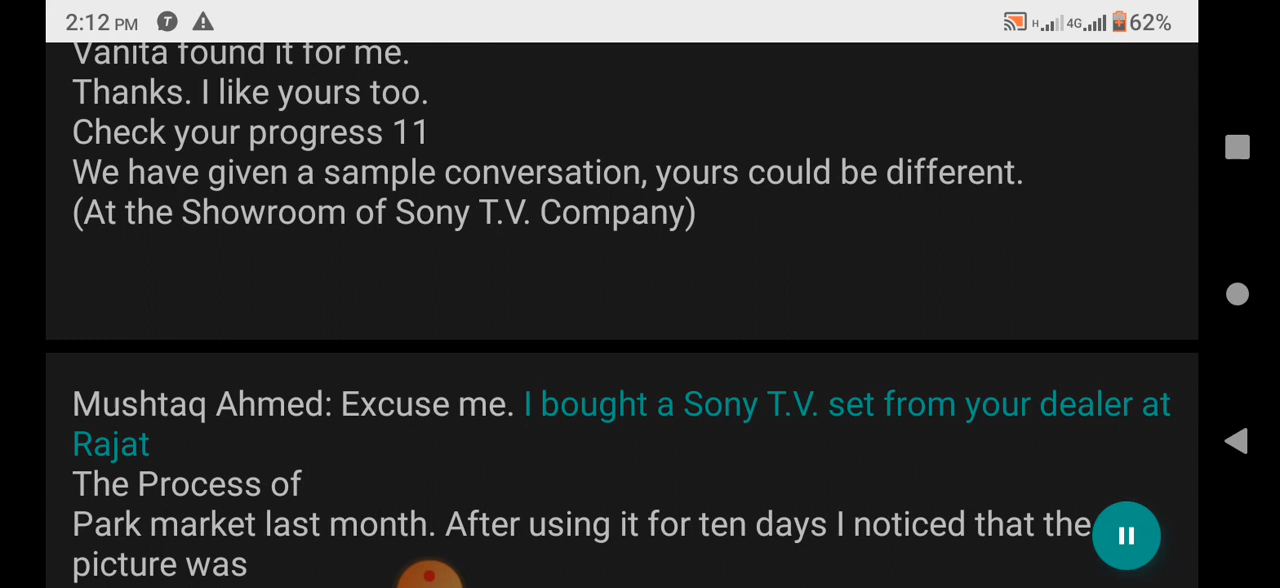 2:12 PM T H 4G 62%
Vanita found it for me.
Thanks. I like yours too.
Check your progress 11
We have given a sample conversation, yours could be different.
(At the Showroom of Sony T.V. Company)
Mushtaq Ahmed: Excuse me. I bought a Sony T.V. set from your dealer at
Rajat
The Process of
Park market last month. After using it for ten days I noticed that the
picture was